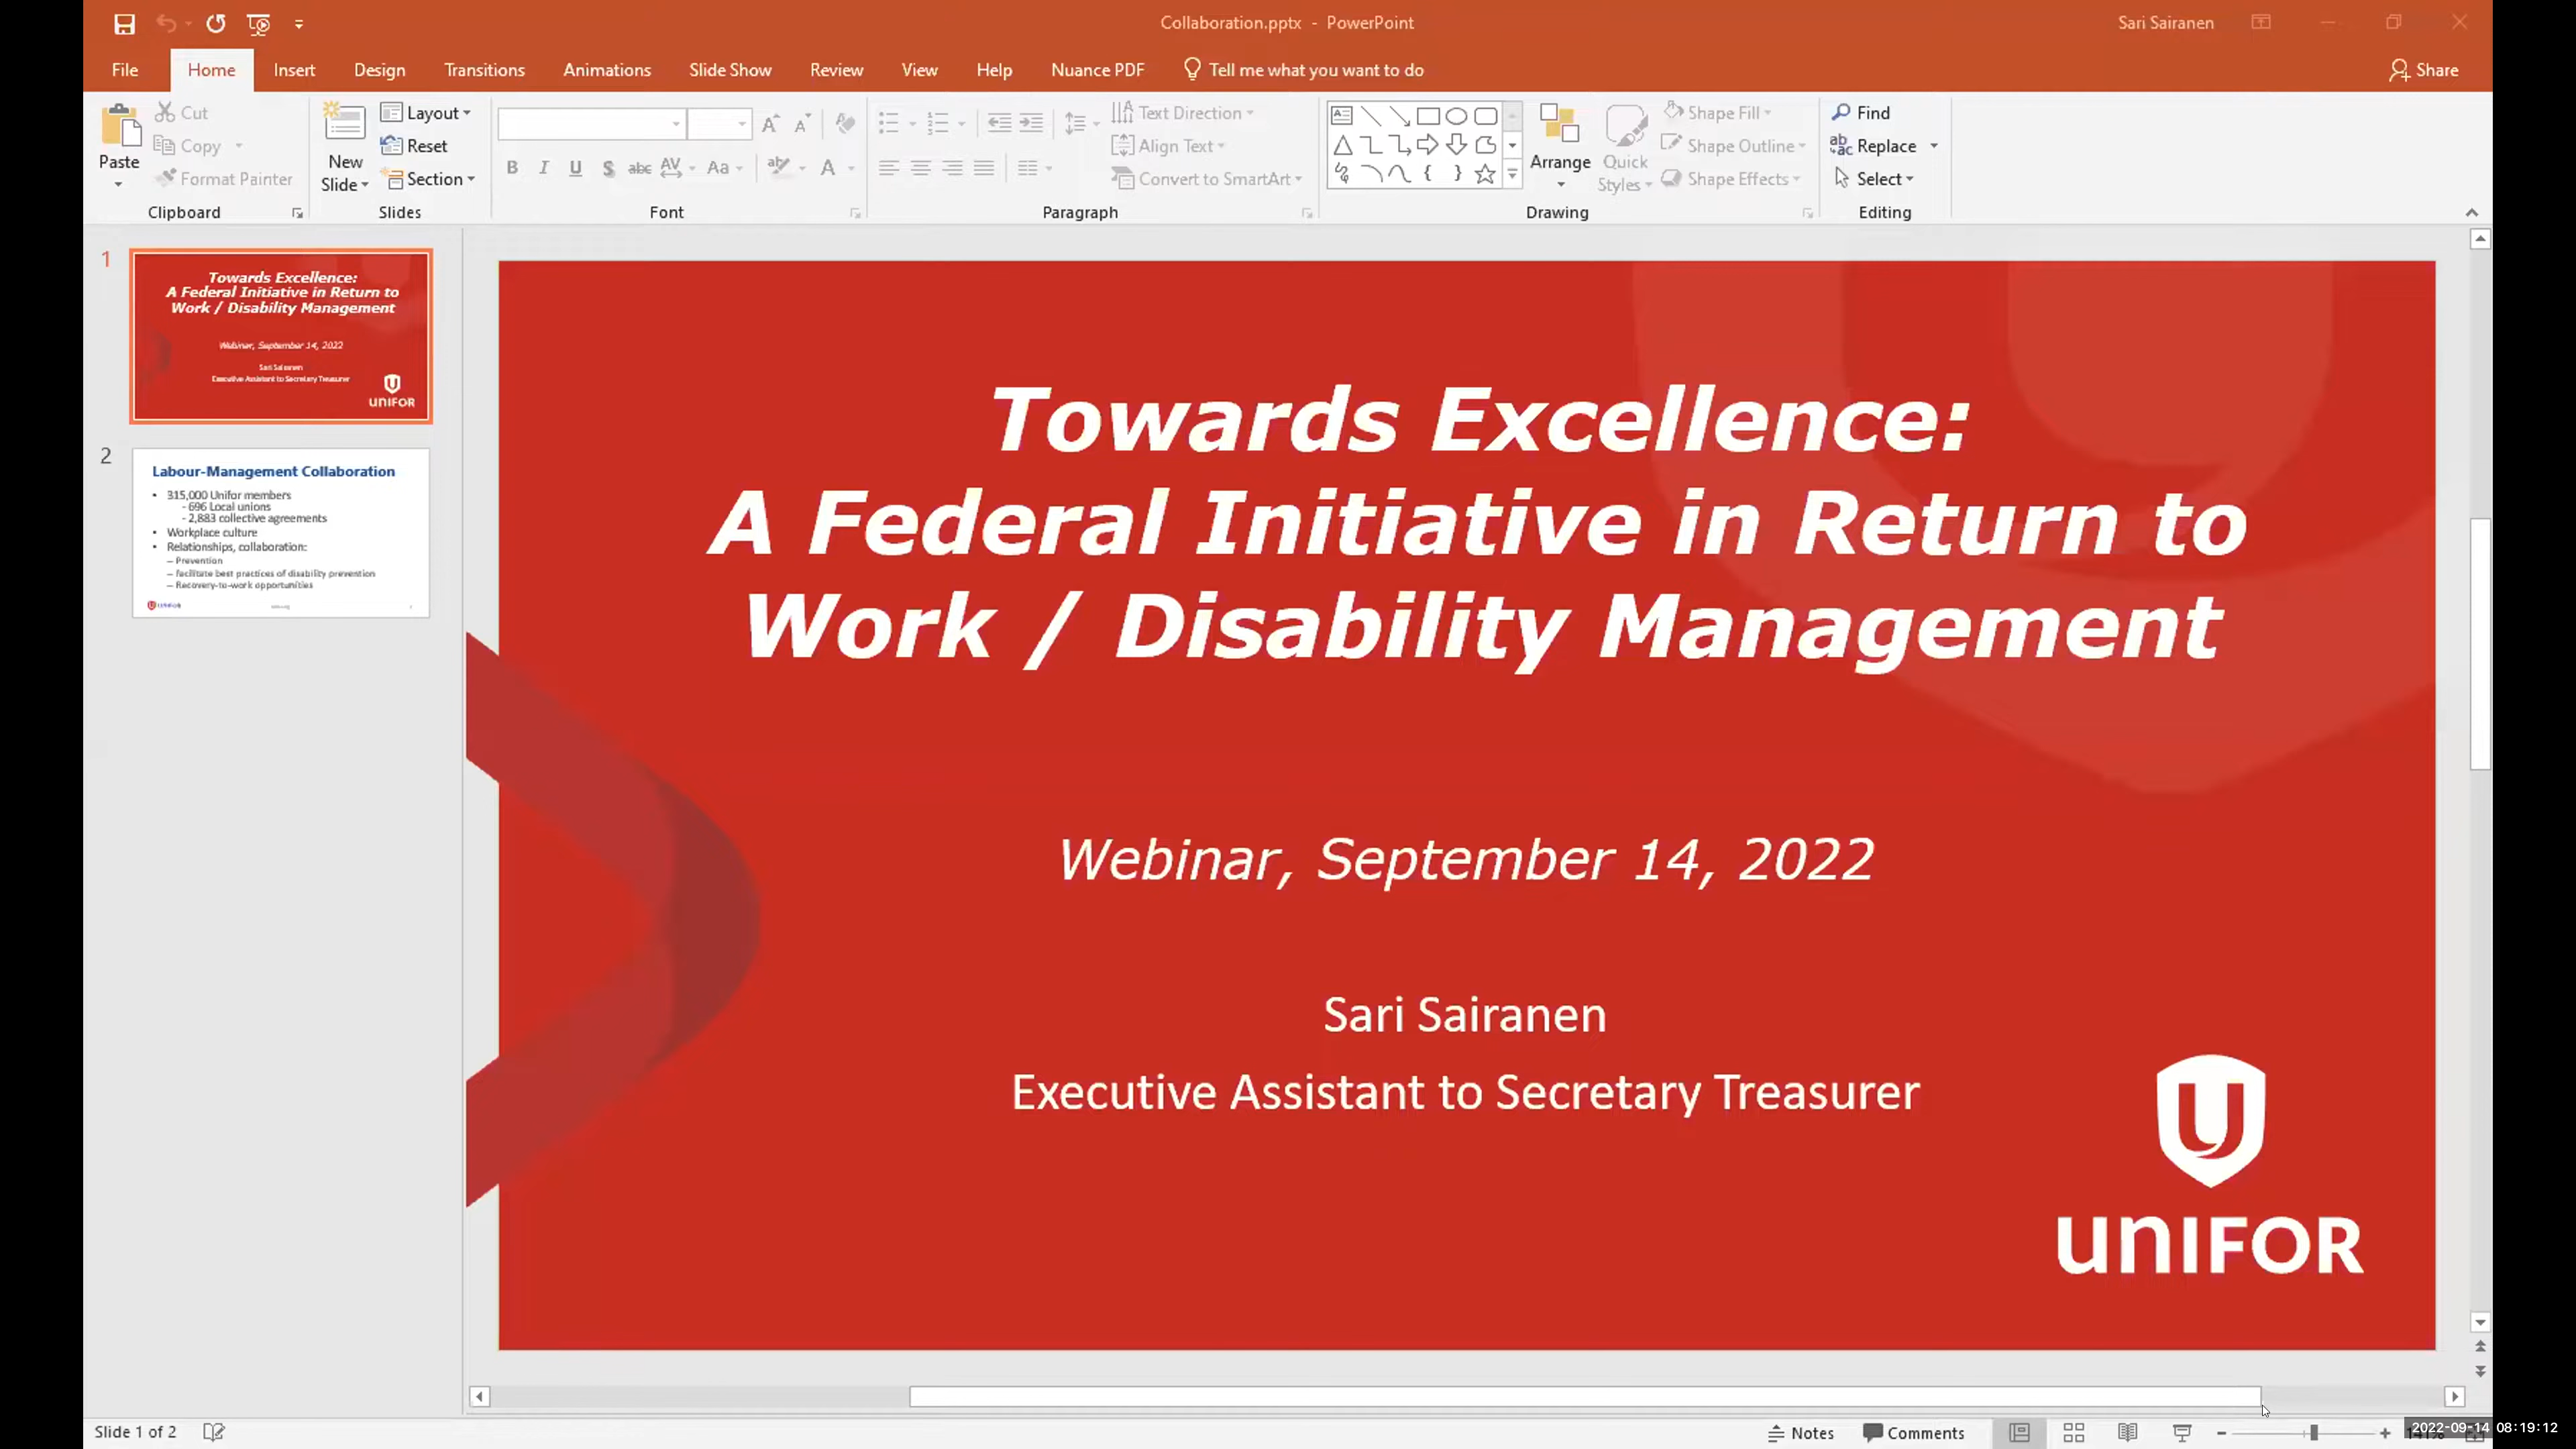 Collaboration.pptx - PowerPoint
Sari Sairanen
File
Home
Insert
Design
Transitions
Animations
Slide Show
Review
View
Help
Nuance PDF
Tell me what you want to do
Share
Paste
Cut
Copy
Format Painter
Clipboard
New
Slide
Layout
Reset
Section
Slides
B I U S abc AV Aa A
Font
Text Direction
Align Text
Convert to SmartArt
Paragraph
Arrange
Quick
Styles
Shape Fill
Shape Outline
Shape Effects
Drawing
Find
Replace
Select
Editing
1
Towards Excellence:
A Federal Initiative in Return to
Work / Disability Management
Webinar, September 14, 2022
Sari Sairanen
Executive Assistant to Secretary Treasurer
UNIFOR
2
Labour-Management Collaboration
• 315,000 Unifor members
- 696 Local unions
- 2,883 collective agreements
• Workplace culture
• Relationships, collaboration:
– Prevention
– facilitate best practices of disability prevention
– Recovery-to-work opportunities
UNIFOR
Towards Excellence:
A Federal Initiative in Return to
Work / Disability Management
Webinar, September 14, 2022
Sari Sairanen
Executive Assistant to Secretary Treasurer
UNIFOR
Slide 1 of 2
Notes
Comments
2022-09-14 08:19:12